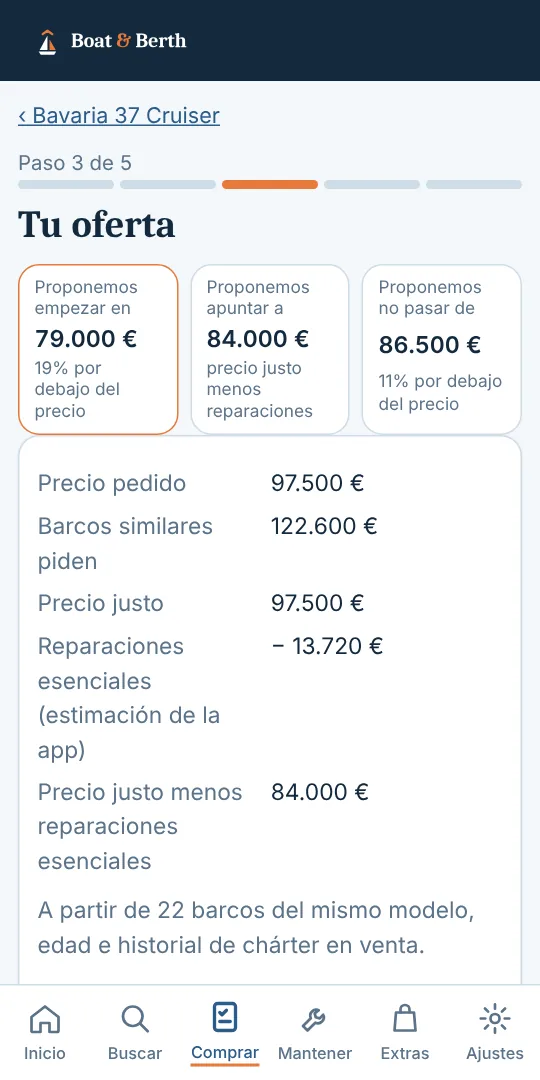 Boat & Berth
‹ Bavaria 37 Cruiser
Paso 3 de 5
Tu oferta
Proponemos
empezar en
79.000 €
19% por
debajo del
precio
Proponemos
apuntar a
84.000 €
precio justo
menos
reparaciones
Proponemos
no pasar de
86.500 €
11% por debajo
del precio
Precio pedido 97.500 €
Barcos similares 122.600 €
piden
Precio justo 97.500 €
Reparaciones − 13.720 €
esenciales
(estimación de la
app)
Precio justo menos 84.000 €
reparaciones
esenciales
A partir de 22 barcos del mismo modelo,
edad e historial de chárter en venta.
Inicio Buscar Comprar Mantener Extras Ajustes